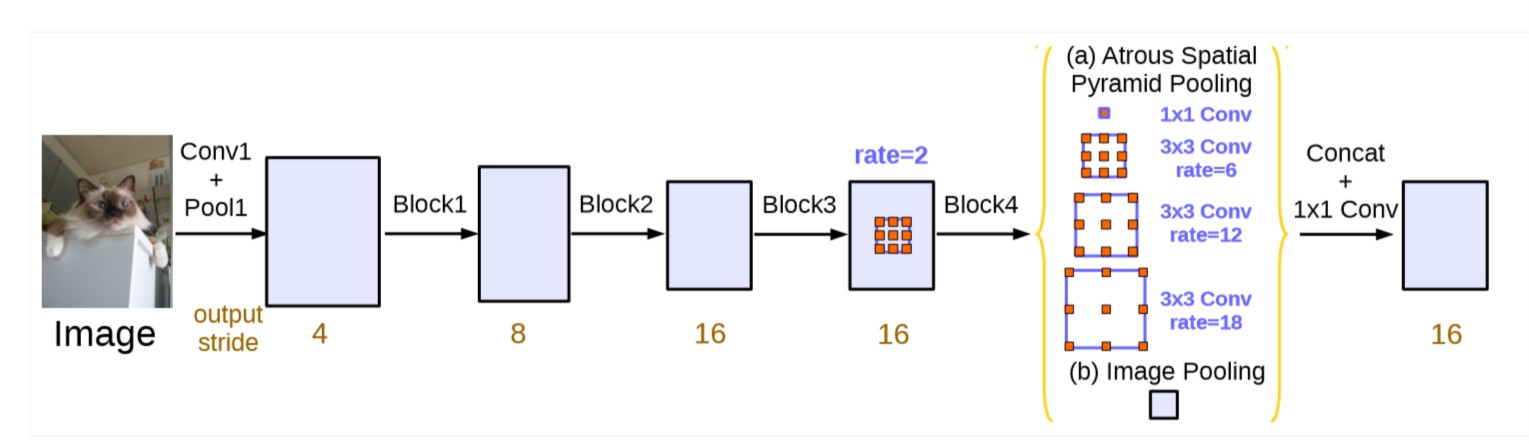 (a) Atrous Spatial
Pyramid Pooling
1x1 Conv
3x3 Conv
rate=6
3x3 Conv
rate=12
3x3 Conv
rate=18
(b) Image Pooling
Conv1
+
Pool1
Block1
Block2
Block3
rate=2
Block4
Concat
+
1x1 Conv
Image
output
stride
4
8
16
16
16